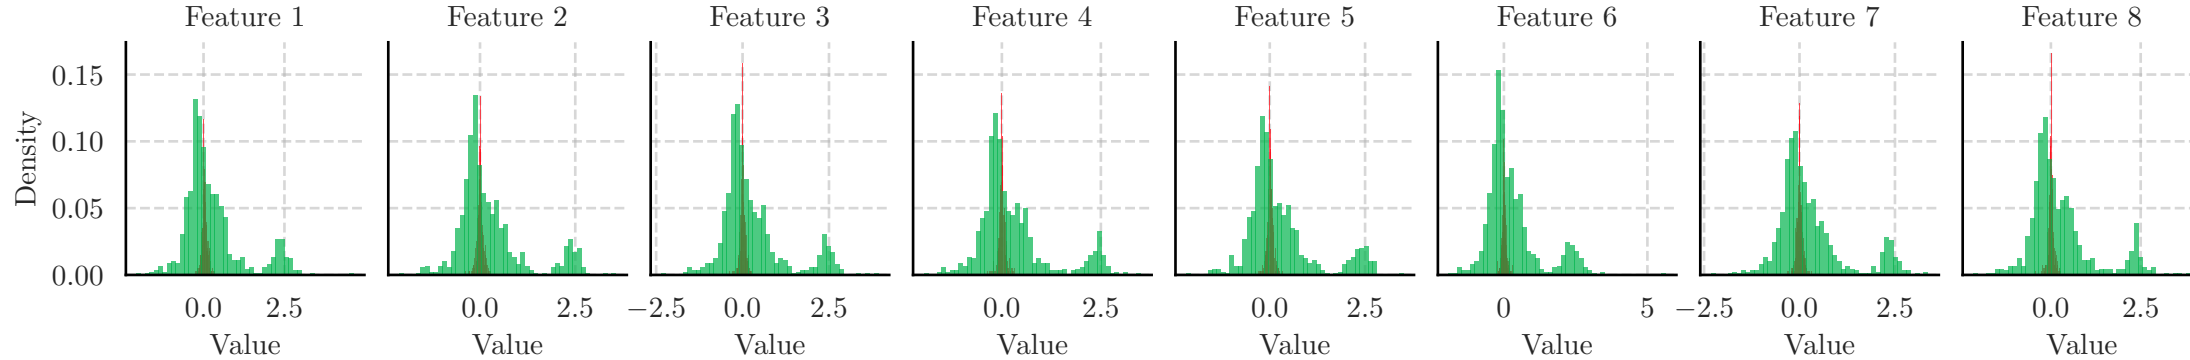 Feature 1 Feature 2 Feature 3 Feature 4 Feature 5 Feature 6 Feature 7 Feature 8
Density
0.15
0.10
0.05
0.00
0.0 2.5 0.0 2.5 −2.5 0.0 2.5 0.0 2.5 0.0 2.5 0 5 −2.5 0.0 2.5 0.0 2.5
Value Value Value Value Value Value Value Value